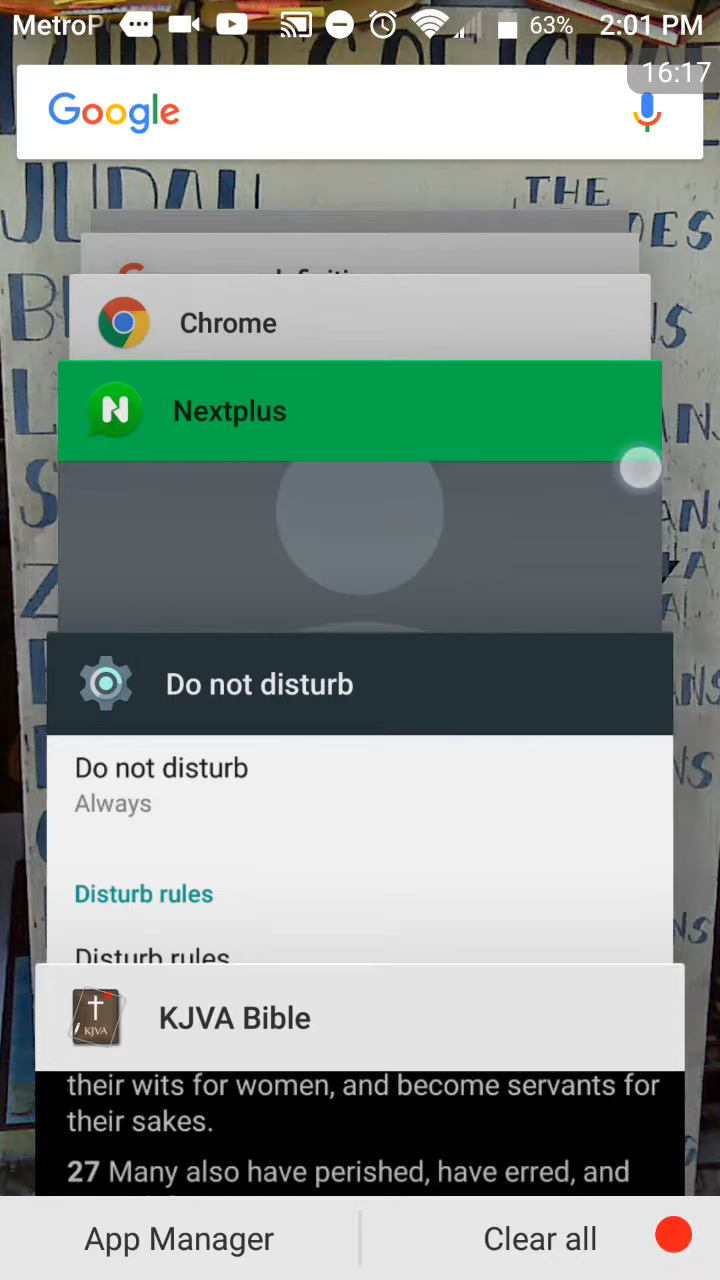 MetroP
63%
2:01 PM
16:17
Google
JUDAH
THE
Chrome
Nextplus
Do not disturb
Do not disturb
Always
Disturb rules
Disturb rules
KJVA
KJVA Bible
their wits for women, and become servants for
their sakes.
27 Many also have perished, have erred, and
App Manager
Clear all